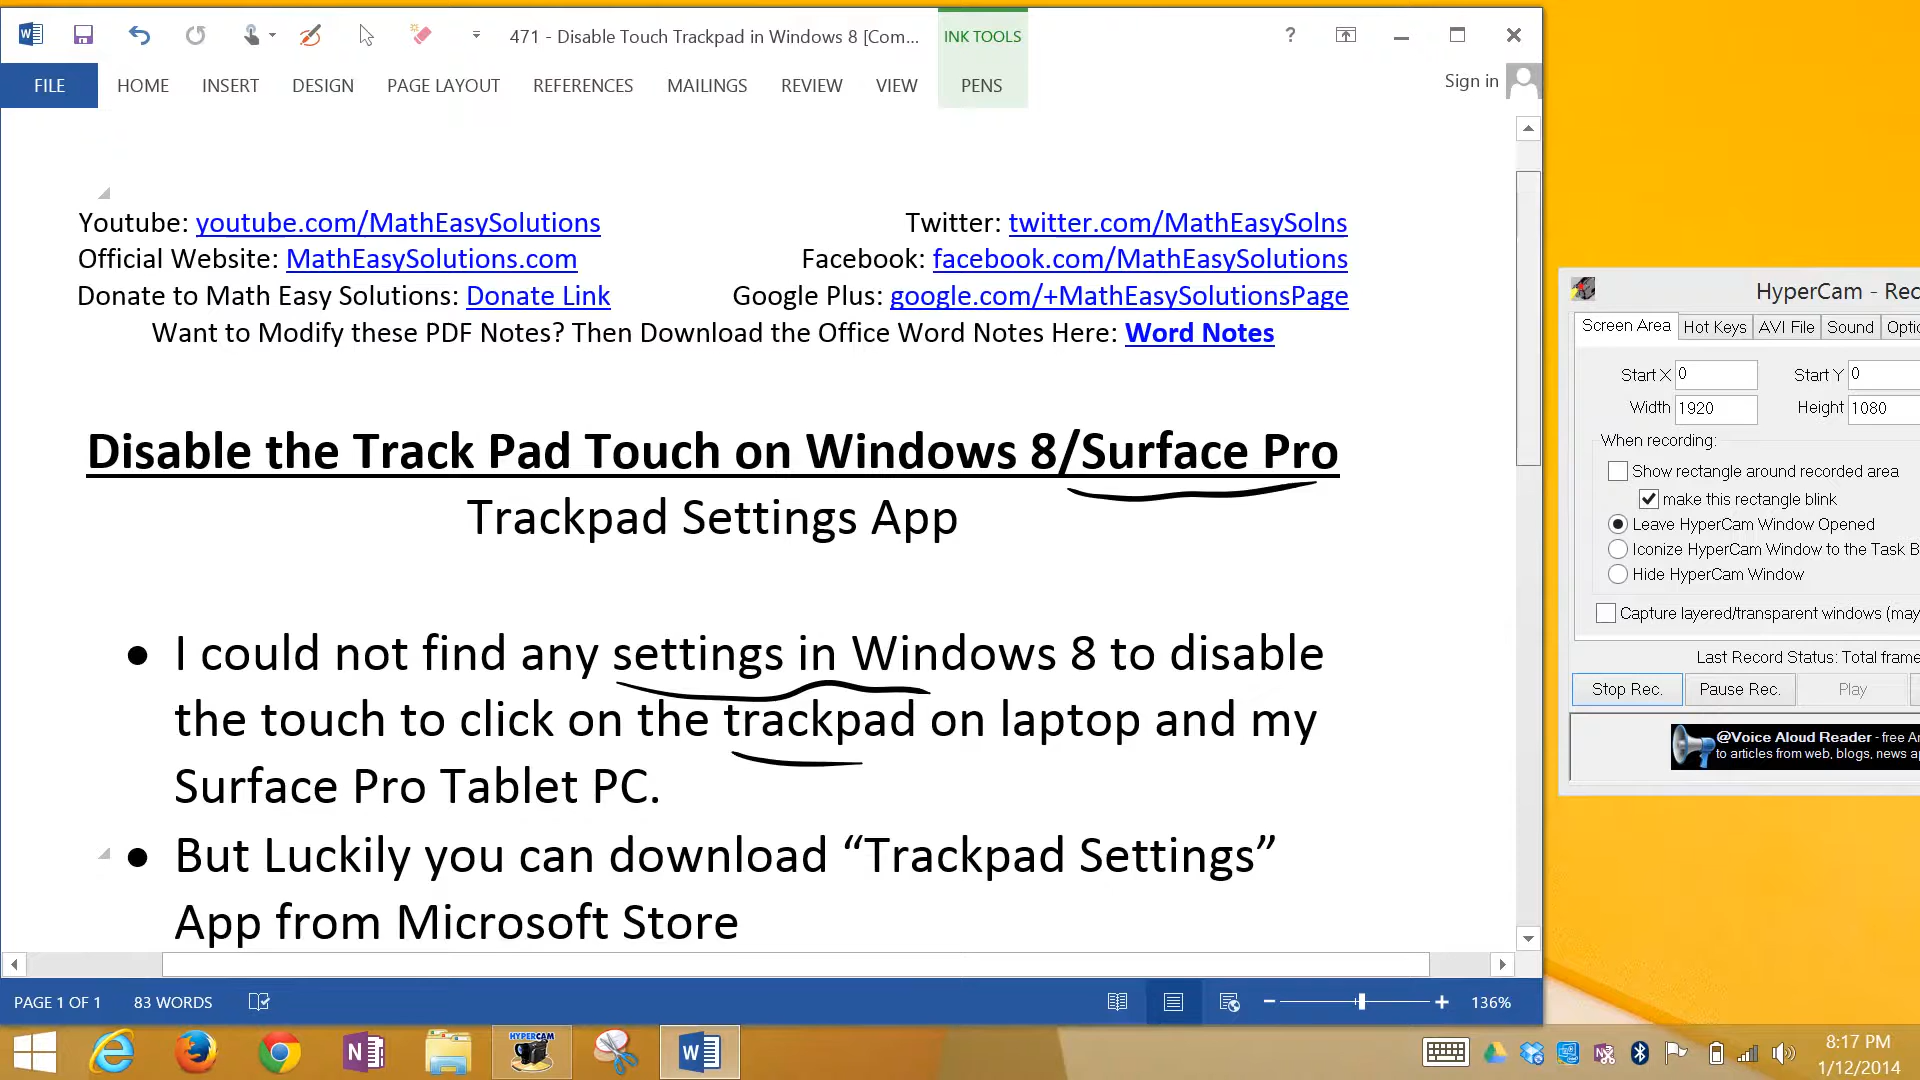 471 - Disable Touch Trackpad in Windows 8 [Com...
INK TOOLS
?
FILE
HOME
INSERT
DESIGN
PAGE LAYOUT
REFERENCES
MAILINGS
REVIEW
VIEW
PENS
Sign in
Youtube: youtube.com/MathEasySolutions
Twitter: twitter.com/MathEasySolns
Official Website: MathEasySolutions.com
Facebook: facebook.com/MathEasySolutions
Donate to Math Easy Solutions: Donate Link
Google Plus: google.com/+MathEasySolutionsPage
Want to Modify these PDF Notes? Then Download the Office Word Notes Here: Word Notes
Disable the Track Pad Touch on Windows 8/Surface Pro
Trackpad Settings App
• I could not find any settings in Windows 8 to disable
the touch to click on the trackpad on laptop and my
Surface Pro Tablet PC.
• But Luckily you can download “Trackpad Settings”
App from Microsoft Store
PAGE 1 OF 1
83 WORDS
136%
HyperCam - Rec
Screen Area
Hot Keys
AVI File
Sound
Optio
Start X 0
Start Y 0
Width 1920
Height 1080
When recording:
Show rectangle around recorded area
make this rectangle blink
Leave HyperCam Window Opened
Iconize HyperCam Window to the Task B
Hide HyperCam Window
Capture layered/transparent windows (may
Last Record Status: Total frame
Stop Rec.
Pause Rec.
Play
@Voice Aloud Reader - free A
to articles from web, blogs, news ap
HYPERCAM
8:17 PM
1/12/2014